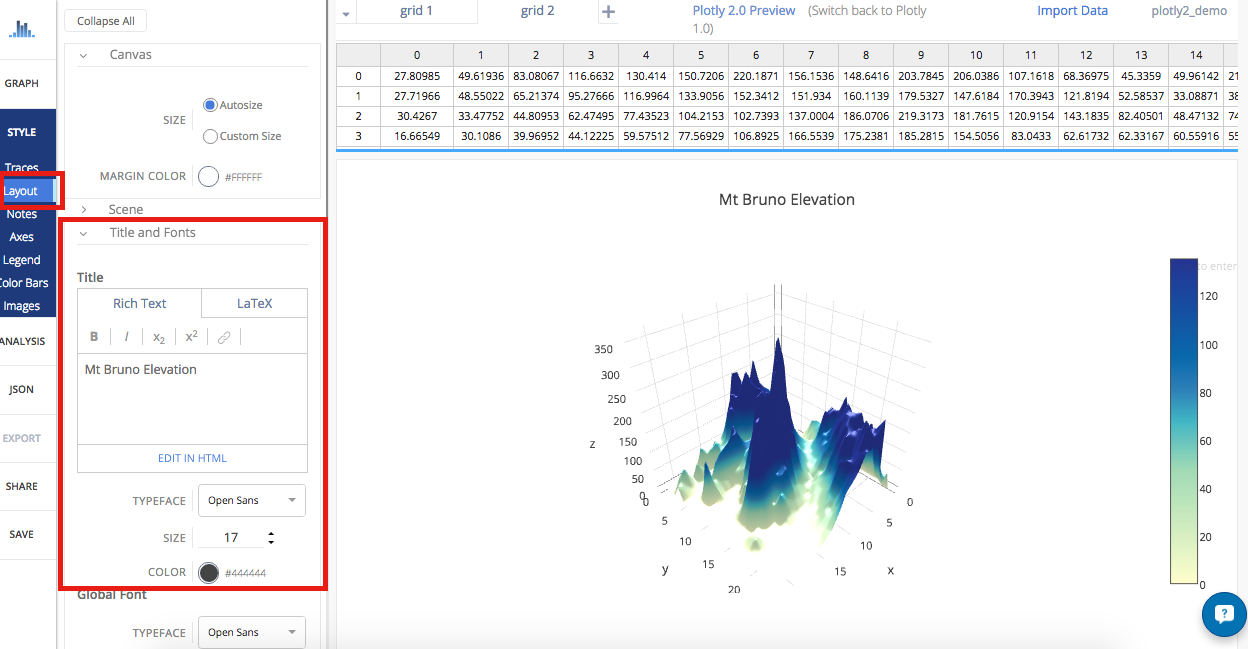 Collapse All
GRAPH
STYLE
Traces
Layout
Notes
Axes
Legend
Color Bars
Images
ANALYSIS
JSON
EXPORT
SHARE
SAVE
Canvas
SIZE
Autosize
Custom Size
MARGIN COLOR #FFFFFF
Scene
Title and Fonts
Title
Rich Text LaTeX
B I x2 x2
Mt Bruno Elevation
EDIT IN HTML
TYPEFACE Open Sans
SIZE 17
COLOR #444444
Global Font
TYPEFACE Open Sans
grid 1 grid 2 +
Plotly 2.0 Preview (Switch back to Plotly
1.0)
Import Data plotly2_demo
0 1 2 3 4 5 6 7 8 9 10 11 12 13 14
0 27.80985 49.61936 83.08067 116.6632 130.414 150.7206 220.1871 156.1536 148.6416 203.7845 206.0386 107.1618 68.36975 45.3359 49.96142 21
1 27.71966 48.55022 65.21374 95.27666 116.9964 133.9056 152.3412 151.934 160.1139 179.5327 147.6184 170.3943 121.8194 52.58537 33.08871 38
2 30.4267 33.47752 44.80953 62.47495 77.43523 104.2153 102.7393 137.0004 186.0706 219.3173 181.7615 120.9154 143.1835 82.40501 48.47132 74
3 16.66549 30.1086 39.96952 44.12225 59.57512 77.56929 106.8925 166.5539 175.2381 185.2815 154.5056 83.0433 62.61732 62.33167 60.55916 55
Mt Bruno Elevation
to enter
350
300
250
200
150
100
50
0
z
0
5
10
15
20
y
0
5
10
15
x
120
100
80
60
40
20
0
?